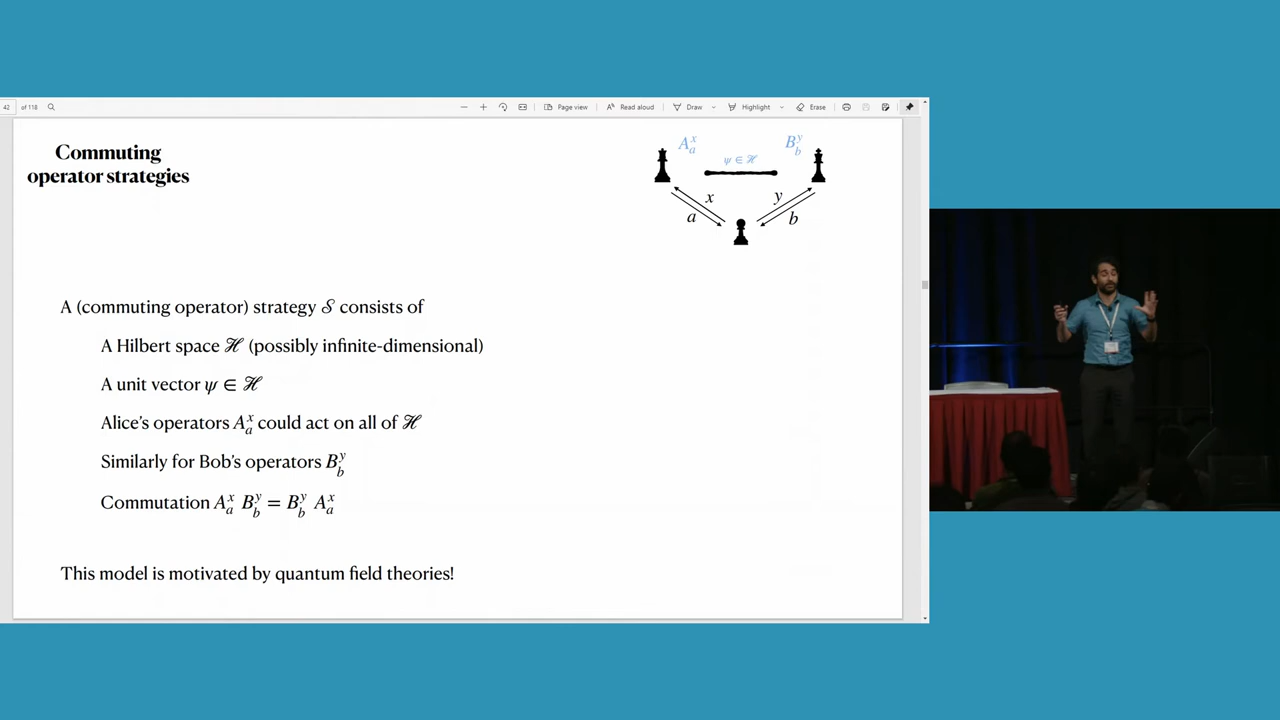 42 of 118
Page view
Read aloud
Draw
Highlight
Erase
Commuting
operator strategies
A_a^x
ψ ∈ ℋ
B_b^y
x
y
a
b
A (commuting operator) strategy 𝒮 consists of
A Hilbert space ℋ (possibly infinite-dimensional)
A unit vector ψ ∈ ℋ
Alice's operators A_a^x could act on all of ℋ
Similarly for Bob's operators B_b^y
Commutation A_a^x B_b^y = B_b^y A_a^x
This model is motivated by quantum field theories!